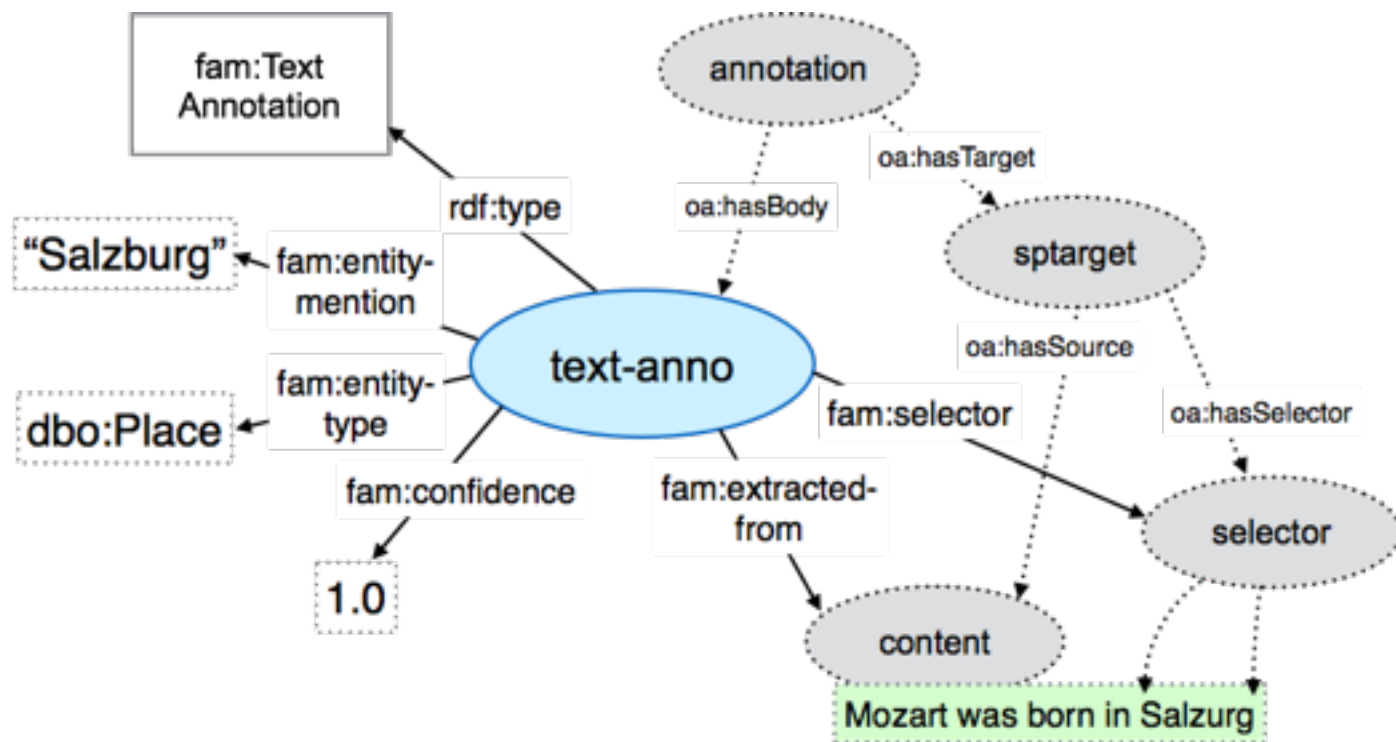 fam:Text
Annotation
annotation
oa:hasTarget
rdf:type
oa:hasBody
“Salzburg”
fam:entity-
mention
sptarget
text-anno
oa:hasSource
fam:entity-
type
dbo:Place
fam:selector
oa:hasSelector
fam:confidence
fam:extracted-
from
selector
1.0
content
Mozart was born in Salzurg